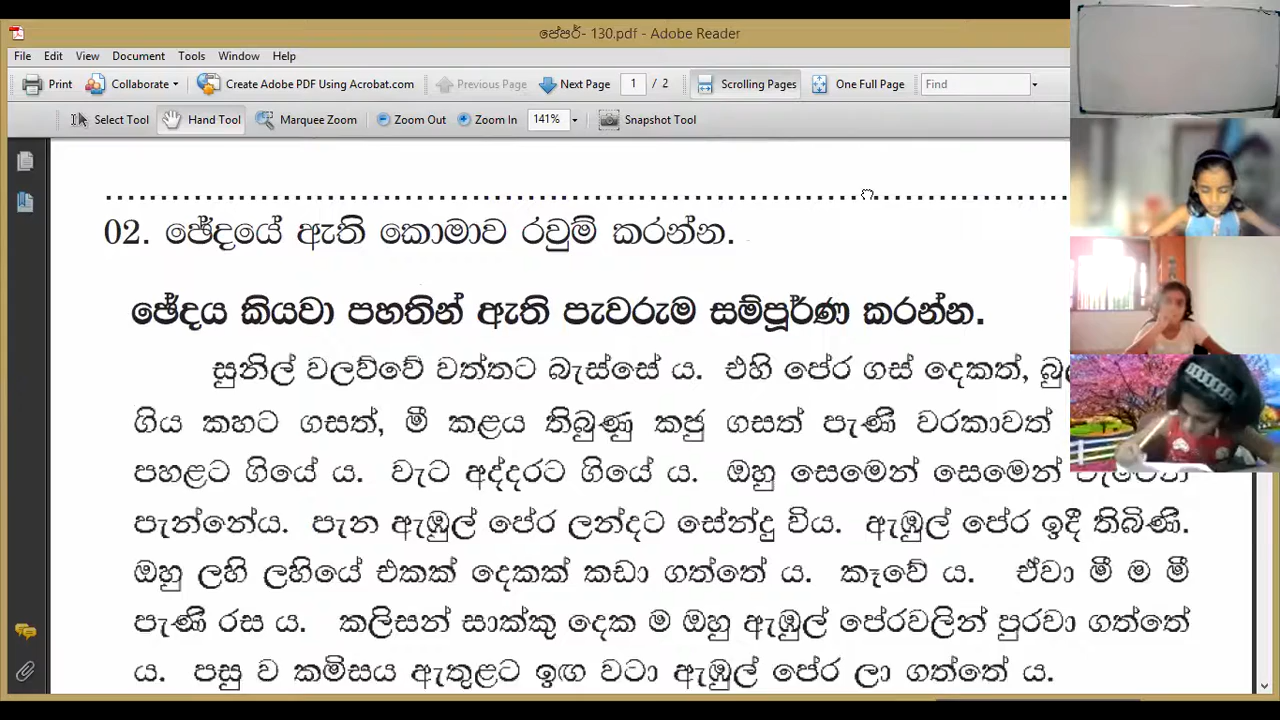 පේපර්- 130.pdf - Adobe Reader
File Edit View Document Tools Window Help
Print Collaborate Create Adobe PDF Using Acrobat.com Previous Page Next Page 1 / 2 Scrolling Pages One Full Page Find
Select Tool Hand Tool Marquee Zoom Zoom Out Zoom In 141% Snapshot Tool
02. ඡේදයේ ඇති කොමාව රවුම් කරන්න.
ඡේදය කියවා පහතින් ඇති පැවරුම සම්පූර්ණ කරන්න.
සුනිල් වලව්වේ වත්තට බැස්සේ ය. එහි පේර ගස් දෙකත්,
ගිය කහට ගසත්, මී කළය තිබුණු කජු ගසත් පැණි වරකාවත්
පහළට ගියේ ය. වැට අද්දරට ගියේ ය. ඔහු සෙමෙන් සෙමෙන්
පැන්නේය. පැන ඇඹුල් පේර ලන්දට සේන්දු විය. ඇඹුල් පේර ඉදී තිබිණි.
ඔහු ලහි ලහියේ එකක් දෙකක් කඩා ගත්තේ ය. කෑවේ ය. ඒවා මී ම මී
පැණි රස ය. කලිසන් සාක්කු දෙක ම ඔහු ඇඹුල් පේරවලින් පුරවා ගත්තේ
ය. පසු ව කමිසය ඇතුළට ඉඟ වටා ඇඹුල් පේර ලා ගත්තේ ය.